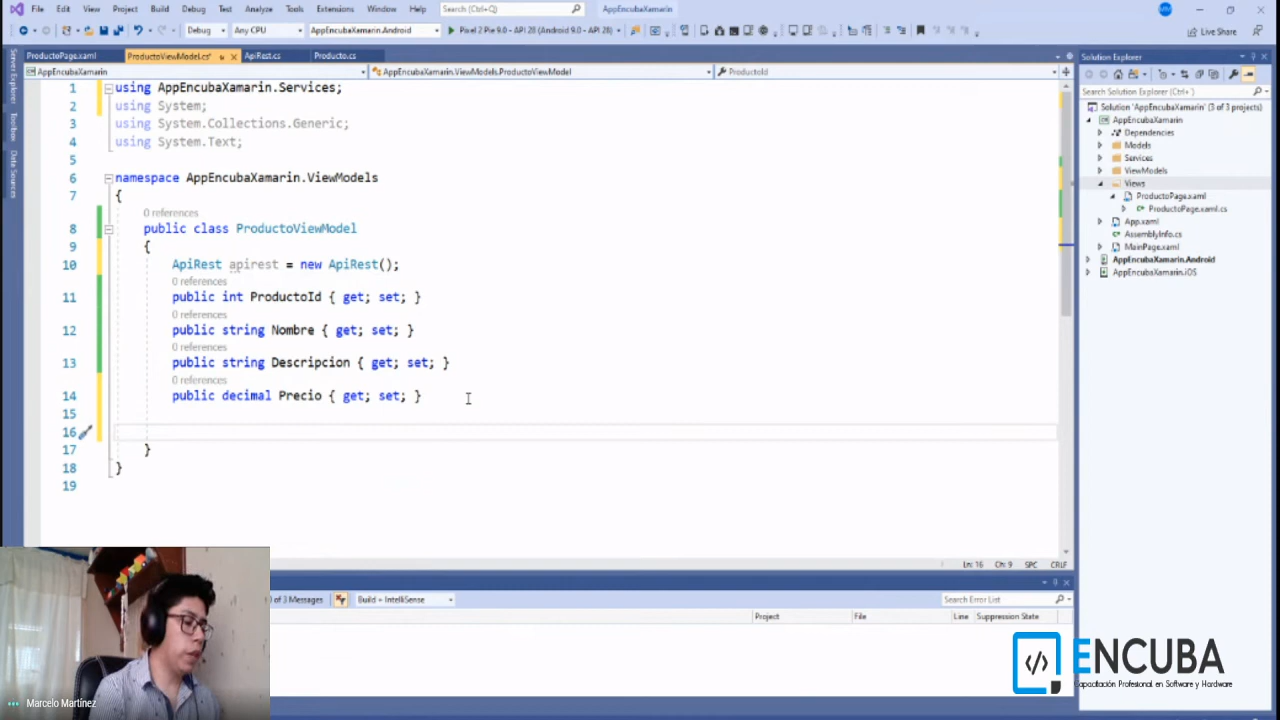 File Edit View Project Build Debug Test Analyze Tools Extensions Window Help Search (Ctrl+Q) AppEncubaXamarin
Debug Any CPU AppEncubaXamarin.Android Pixel 2 Pie 9.0 - API 28 (Android 9.0 - API 28) Live Share
ProductoPage.xaml ProductoViewModel.cs* ApiRest.cs Producto.cs
AppEncubaXamarin AppEncubaXamarin.ViewModels.ProductoViewModel ProductoId
Server Explorer
Toolbox
Data Sources
1 using AppEncubaXamarin.Services;
2 using System;
3 using System.Collections.Generic;
4 using System.Text;
5
6 namespace AppEncubaXamarin.ViewModels
7 {
0 references
8 public class ProductoViewModel
9 {
10 ApiRest apirest = new ApiRest();
0 references
11 public int ProductoId { get; set; }
0 references
12 public string Nombre { get; set; }
0 references
13 public string Descripcion { get; set; }
0 references
14 public decimal Precio { get; set; }
15
16
17 }
18 }
19
Ln: 16 Ch: 9 SPC CRLF
Solution Explorer
Search Solution Explorer (Ctrl+´)
Solution 'AppEncubaXamarin' (3 of 3 projects)
AppEncubaXamarin
Dependencies
Models
Services
ViewModels
Views
ProductoPage.xaml
ProductoPage.xaml.cs
App.xaml
AssemblyInfo.cs
MainPage.xaml
AppEncubaXamarin.Android
AppEncubaXamarin.iOS
of 3 Messages Build + IntelliSense Search Error List
Project File Line Suppression State
ENCUBA
Capacitación Profesional en Software y Hardware
Marcelo Martínez